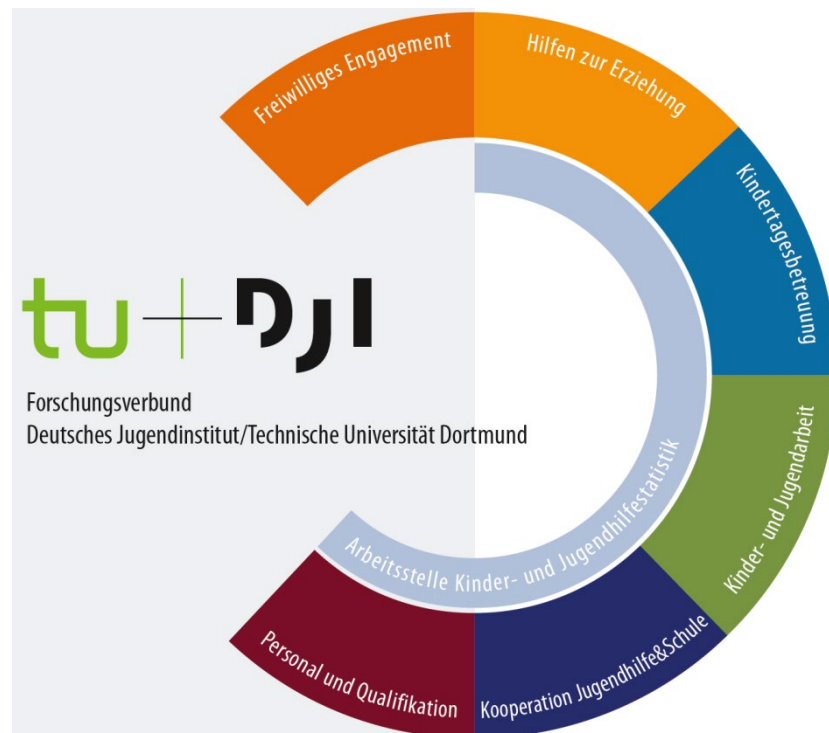 Freiwilliges Engagement
Hilfen zur Erziehung
Kindertagesbetreuung
Kinder- und Jugendarbeit
Kooperation Jugendhilfe&Schule
Personal und Qualifikation
Arbeitsstelle Kinder- und Jugendhilfestatistik
tu + DJI
Forschungsverbund
Deutsches Jugendinstitut/Technische Universität Dortmund